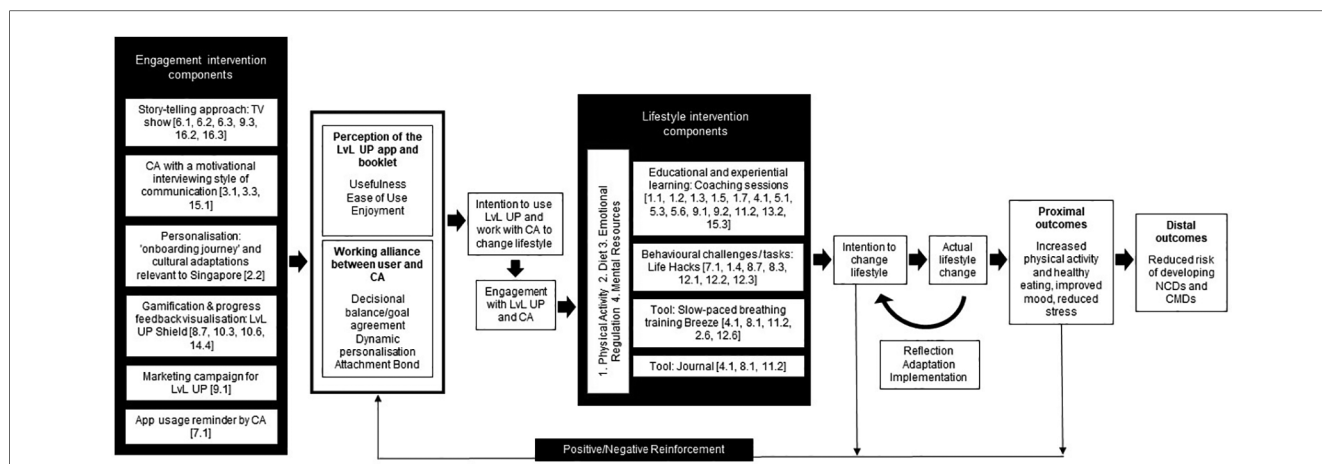 Engagement intervention
components
Story-telling approach: TV
show [6.1, 6.2, 6.3, 9.3,
16.2, 16.3]
CA with a motivational
interviewing style of
communication [3.1, 3.3,
15.1]
Personalisation:
'onboarding journey' and
cultural adaptations
relevant to Singapore [2.2]
Gamification & progress
feedback visualisation: LvL
UP Shield [8.7, 10.3, 10.6,
14.4]
Marketing campaign for
LvL UP [9.1]
App usage reminder by CA
[7.1]
Perception of the
LvL UP app and
booklet
Usefulness
Ease of Use
Enjoyment
Working alliance
between user and
CA
Decisional
balance/goal
agreement
Dynamic
personalisation
Attachment Bond
Intention to use
LvL UP and
work with CA to
change lifestyle
Engagement
with LvL UP
and CA
Lifestyle intervention
components
1. Physical Activity 2. Diet 3. Emotional
Regulation 4. Mental Resources
Educational and experiential
learning: Coaching sessions
[1.1, 1.2, 1.3, 1.5, 1.7, 4.1, 5.1,
5.3, 5.6, 9.1, 9.2, 11.2, 13.2,
15.3]
Behavioural challenges / tasks:
Life Hacks [7.1, 1.4, 8.7, 8.3,
12.1, 12.2, 12.3]
Tool: Slow-paced breathing
training Breeze [4.1, 8.1, 11.2,
2.6, 12.6]
Tool: Journal [4.1, 8.1, 11.2]
Intention to
change
lifestyle
Actual
lifestyle
change
Reflection
Adaptation
Implementation
Proximal
outcomes
Increased
physical activity
and healthy
eating, improved
mood, reduced
stress
Distal
outcomes
Reduced risk
of developing
NCDs and
CMDs
Positive/Negative Reinforcement